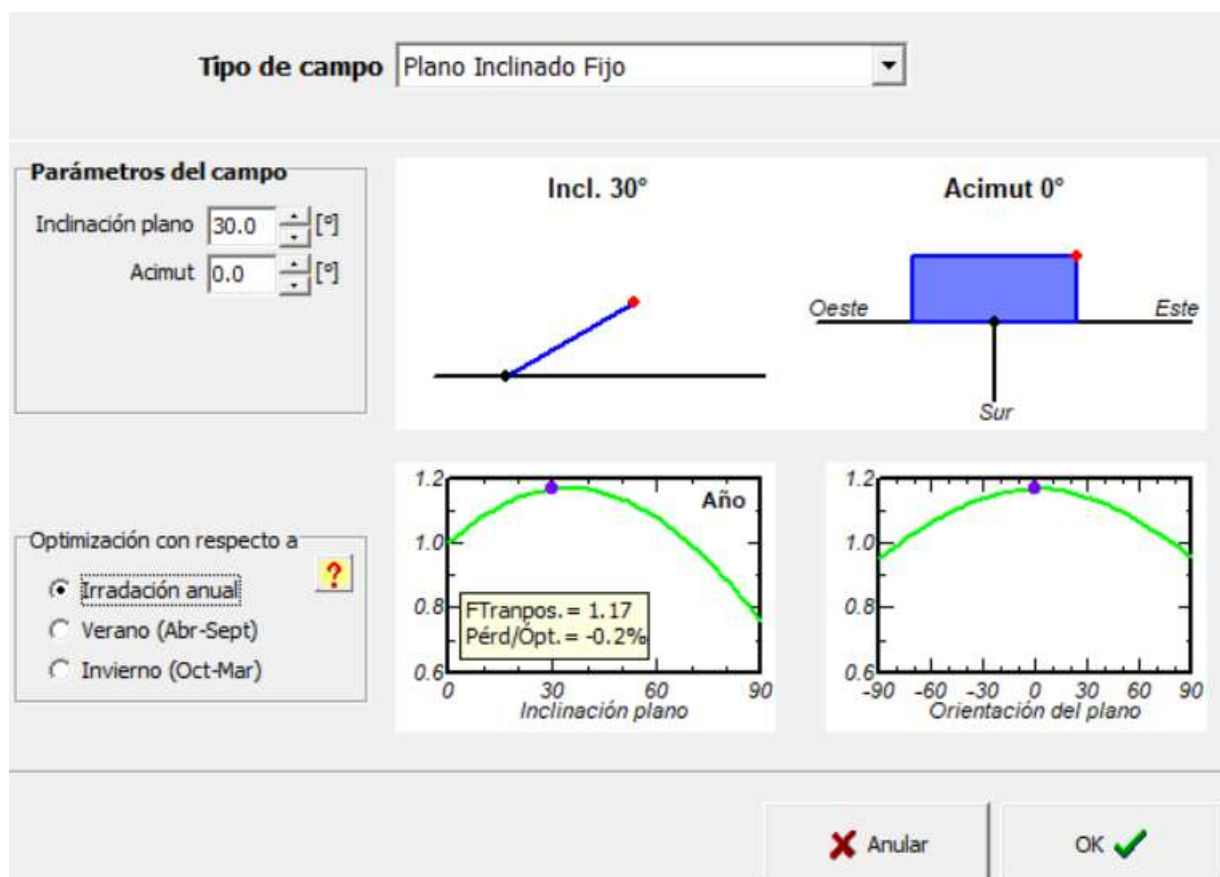 Tipo de campo Plano Inclinado Fijo
Parámetros del campo
Inclinación plano 30.0 [º]
Acimut 0.0 [º]
Incl. 30°
Acimut 0°
Oeste
Este
Sur
Optimización con respecto a
?
Irradación anual
Verano (Abr-Sept)
Invierno (Oct-Mar)
1.2
1.0
0.8
0.6
Año
FTranpos.= 1.17
Pérd/Ópt.= -0.2%
0 30 60 90
Inclinación plano
1.2
1.0
0.8
0.6
-90 -60 -30 0 30 60 90
Orientación del plano
Anular
OK